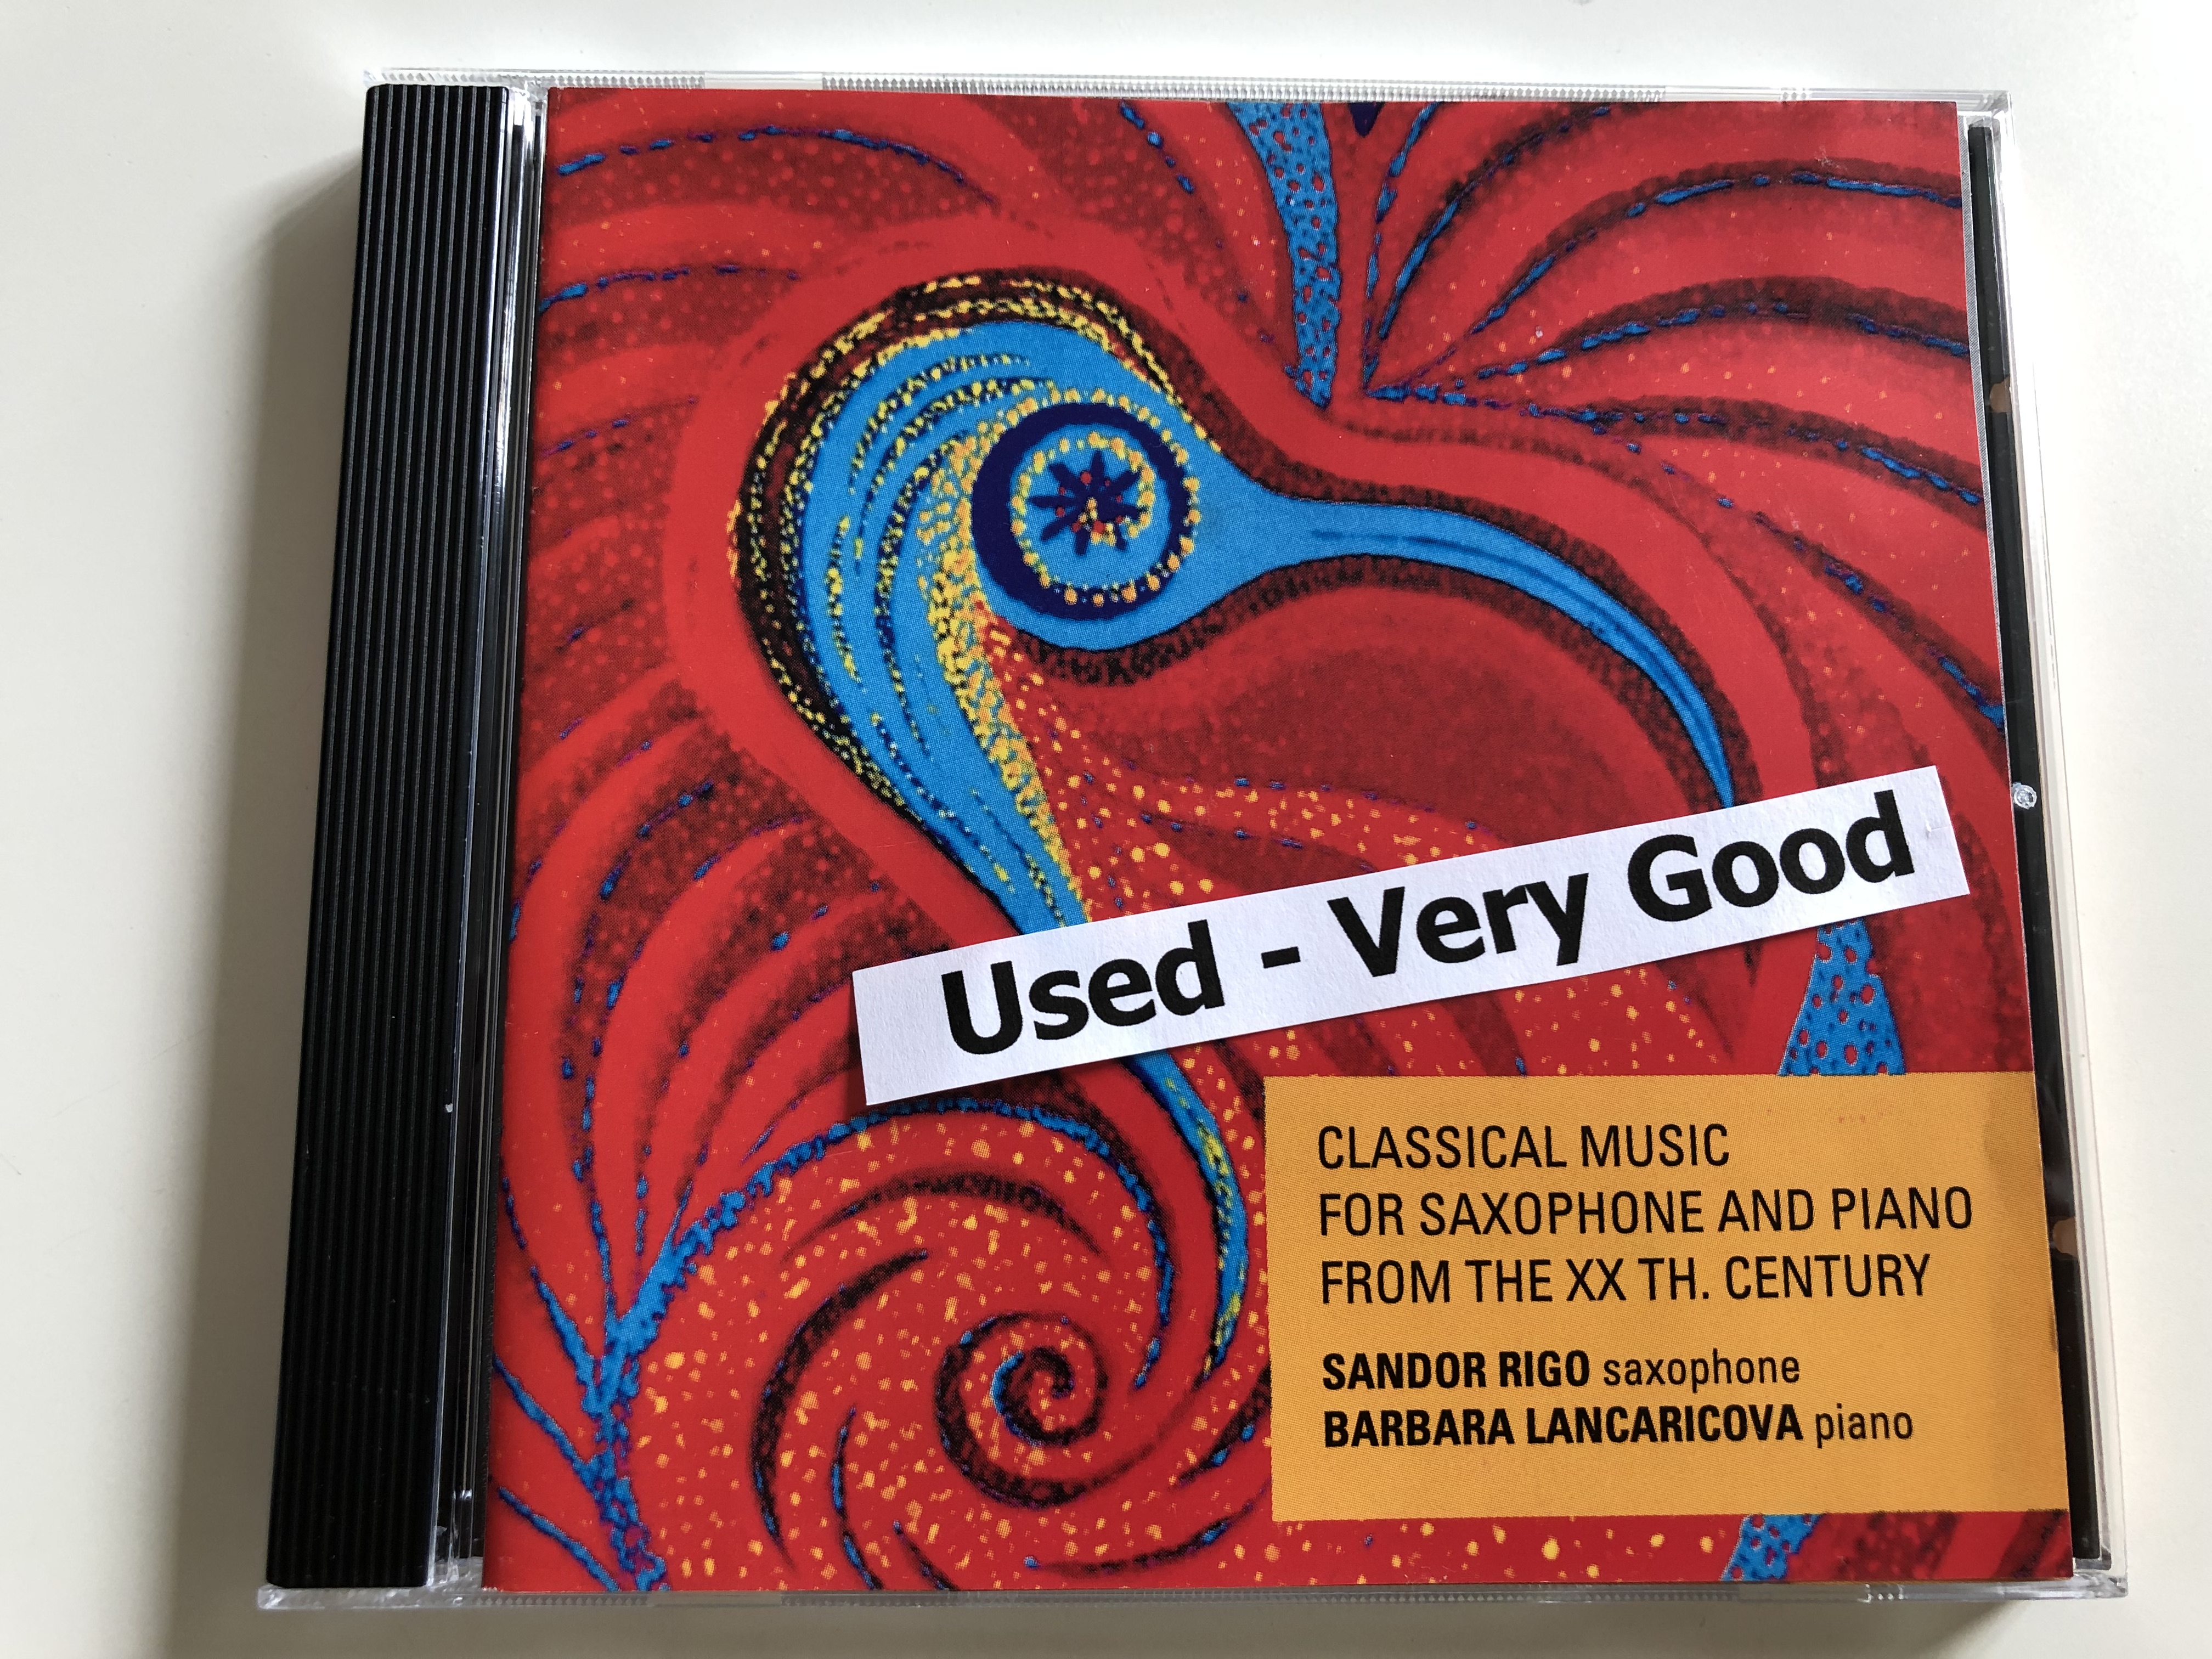 Used - Very Good
CLASSICAL MUSIC
FOR SAXOPHONE AND PIANO
FROM THE XX TH. CENTURY
SANDOR RIGO saxophone
BARBARA LANCARICOVA piano